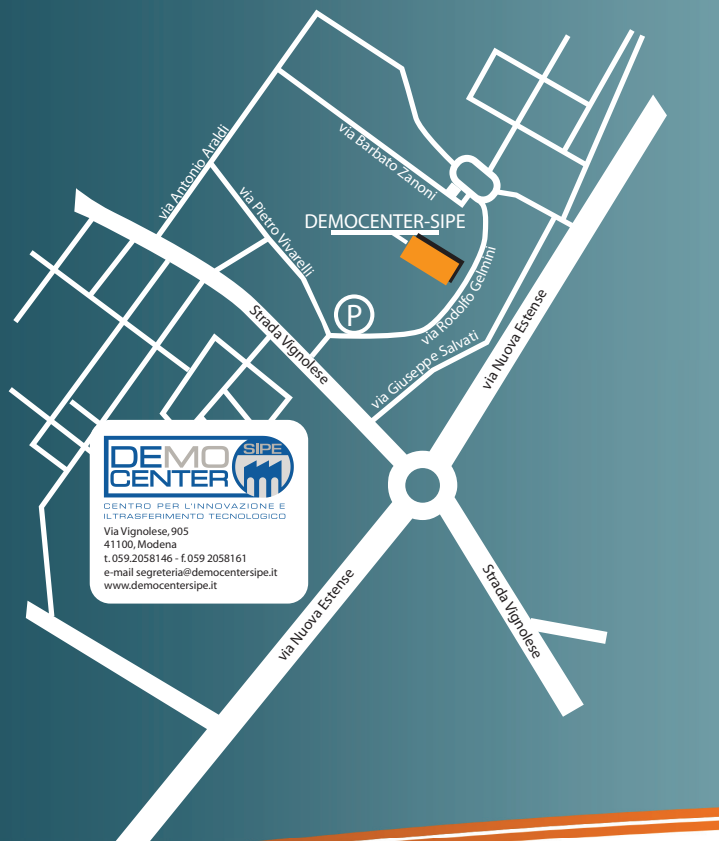 via Antonio Araldi
via Barbato Zanoni
via Pietro Vivarelli
DEMOCENTER-SIPE
via Rodolfo Gelmini
P
Strada Vignolese
via Giuseppe Salvati
via Nuova Estense
DEMO
CENTER
SIPE
CENTRO PER L'INNOVAZIONE E
ILTRASFERIMENTO TECNOLOGICO
Via Vignolese, 905
41100, Modena
t. 059.2058146 - f. 059 2058161
e-mail segreteria@democentersipe.it
www.democentersipe.it
via Nuova Estense
Strada Vignolese